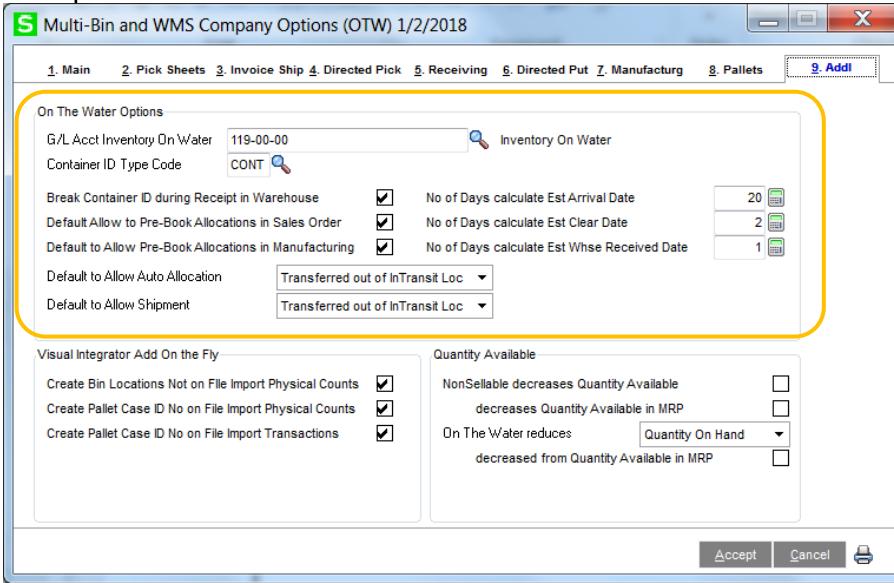 S Multi-Bin and WMS Company Options (OTW) 1/2/2018
1. Main 2. Pick Sheets 3. Invoice Ship 4. Directed Pick 5. Receiving 6. Directed Put 7. Manufacturg 8. Pallets 9. Addl
On The Water Options
G/L Acct Inventory On Water 119-00-00 Inventory On Water
Container ID Type Code CONT
Break Container ID during Receipt in Warehouse No of Days calculate Est Arrival Date 20
Default Allow to Pre-Book Allocations in Sales Order No of Days calculate Est Clear Date 2
Default to Allow Pre-Book Allocations in Manufacturing No of Days calculate Est Whse Received Date 1
Default to Allow Auto Allocation Transferred out of InTransit Loc
Default to Allow Shipment Transferred out of InTransit Loc
Visual Integrator Add On the Fly Quantity Available
Create Bin Locations Not on FIle Import Physical Counts NonSellable decreases Quantity Available
Create Pallet Case ID No on File Import Physical Counts decreases Quantity Available in MRP
Create Pallet Case ID No on File Import Transactions On The Water reduces Quantity On Hand
decreased from Quantity Available in MRP
Accept Cancel